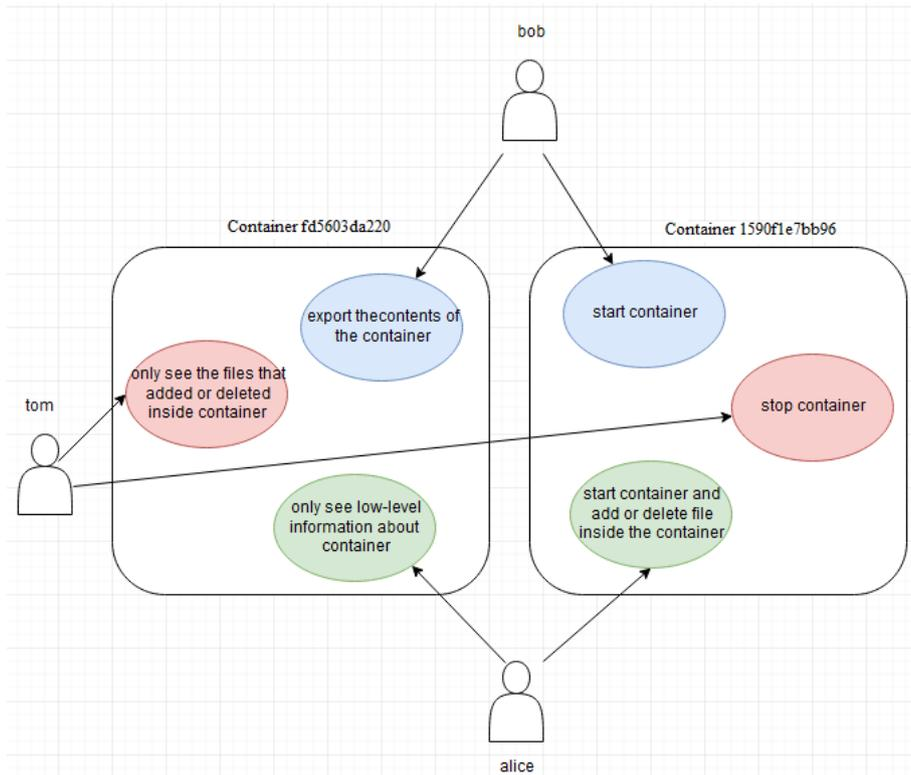 bob
Container fd5603da220
Container 1590f1e7bb96
export thecontents of
the container
start container
only see the files that
added or deleted
inside container
tom
stop container
only see low-level
information about
container
start container and
add or delete file
inside the container
alice